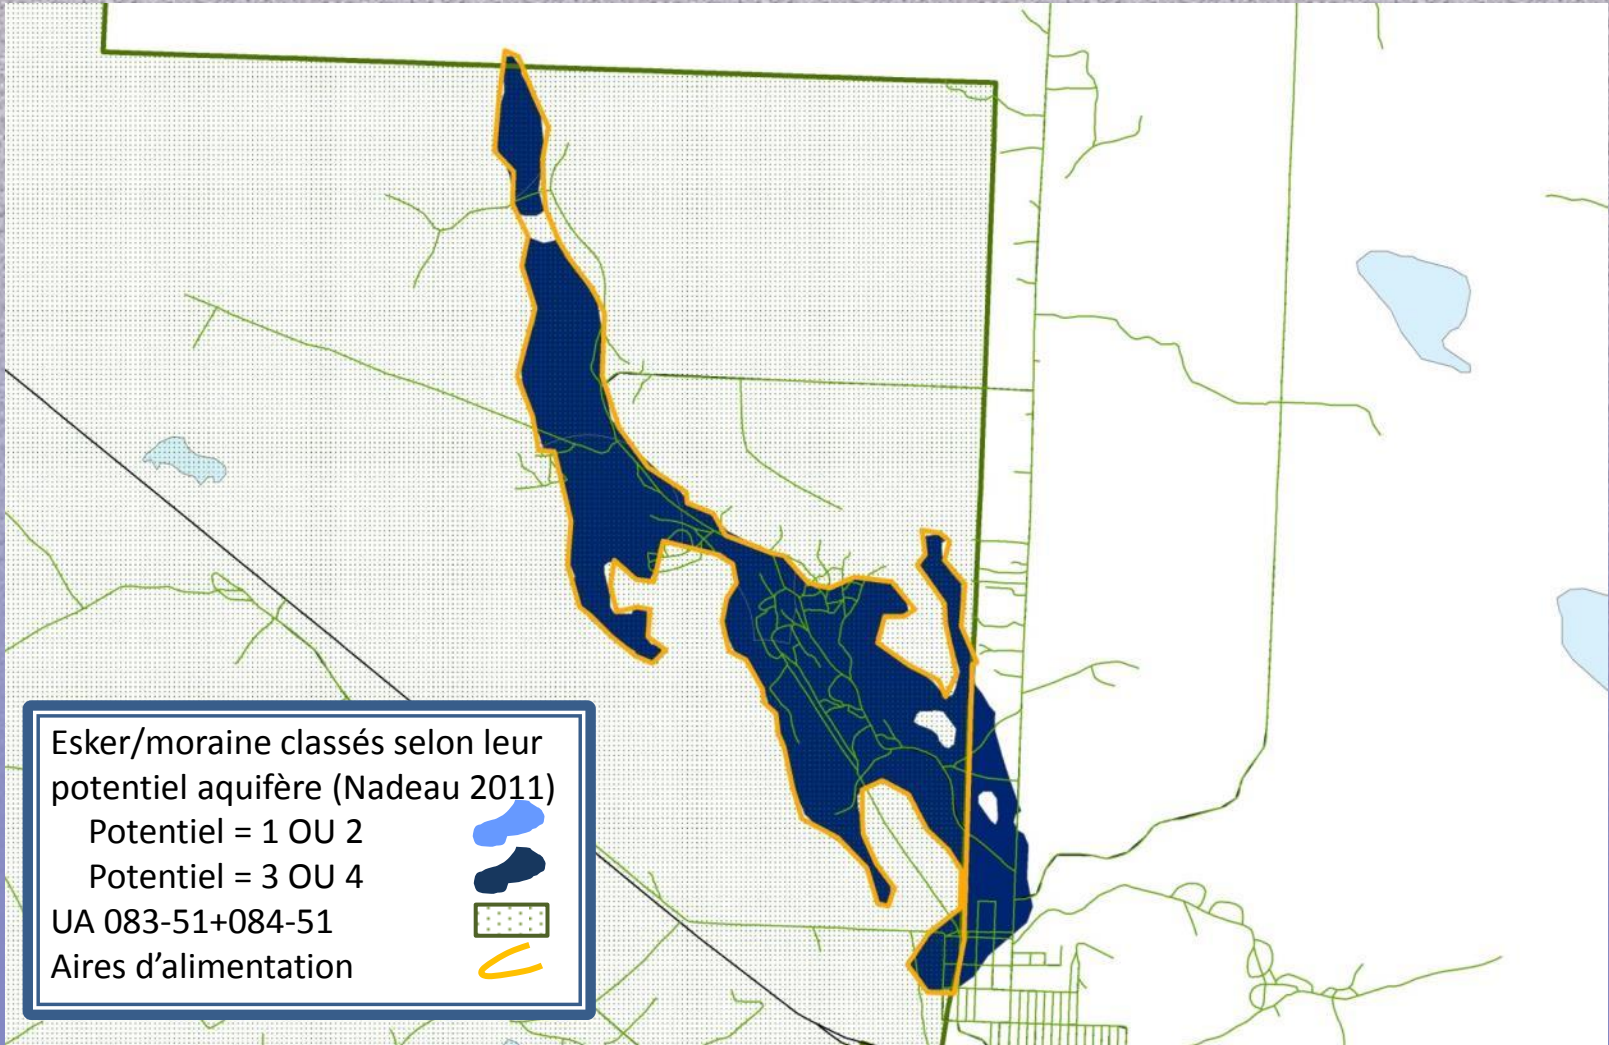 Esker/moraine classés selon leur
potentiel aquifère (Nadeau 2011)
Potentiel = 1 OU 2
Potentiel = 3 OU 4
UA 083-51+084-51
Aires d’alimentation